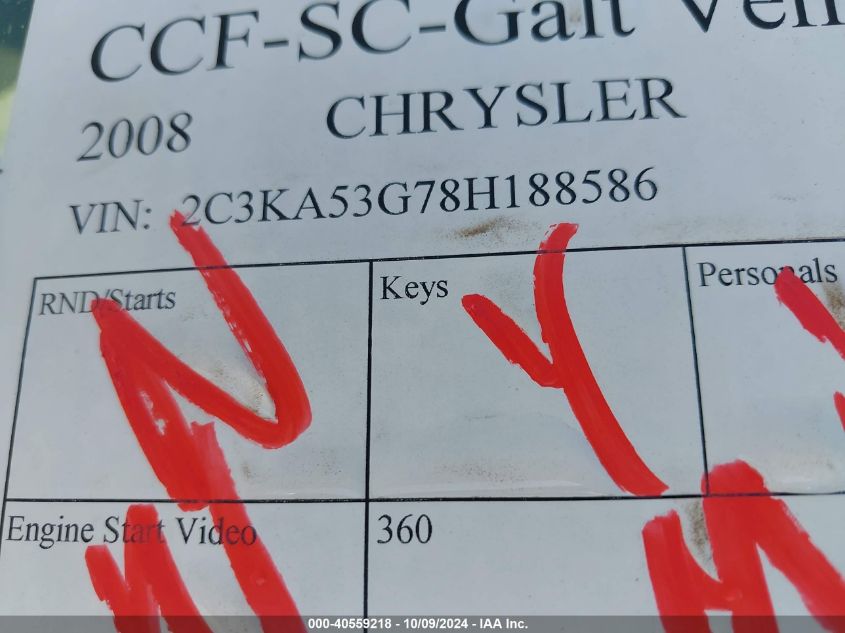 CCF-SC-Galt
2008 CHRYSLER
VIN: 2C3KA53G78H188586
RND/Starts Keys Personals
N Y
Engine Start Video 360
000-40559218 - 10/09/2024 - IAA Inc.